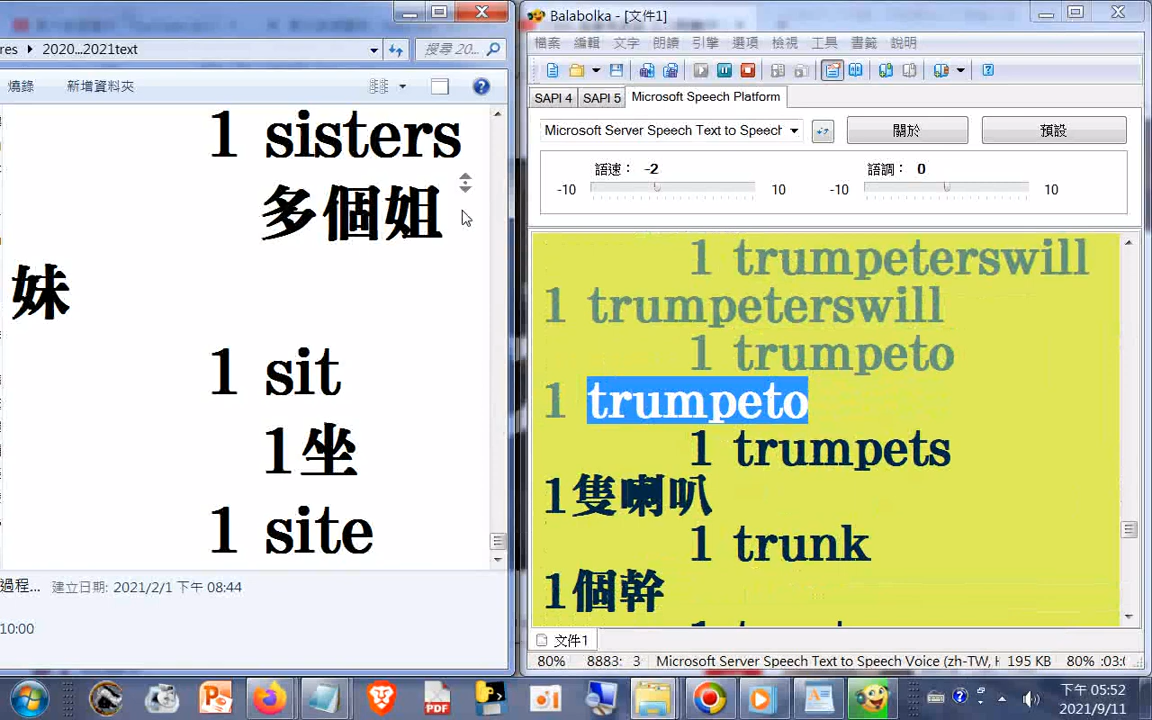 res ▸ 2020...2021text
搜尋 20...
燒錄 新增資料夾
1 sisters
多個姐
妹
1 sit
1坐
1 site
過程... 建立日期: 2021/2/1 下午 08:44
10:00
Balabolka - [文件1]
檔案 編輯 文字 朗讀 引擎 選項 檢視 工具 書籤 說明
SAPI 4 SAPI 5 Microsoft Speech Platform
Microsoft Server Speech Text to Speech 關於 預設
語速： -2 語調： 0
-10 10 -10 10
1 trumpeterswill
1 trumpeterswill
1 trumpeto
1 trumpeto
1 trumpets
1隻喇叭
1 trunk
1個幹
文件1
80% 8883: 3 Microsoft Server Speech Text to Speech Voice (zh-TW, H 195 KB 80%
PDF
下午 05:52
2021/9/11